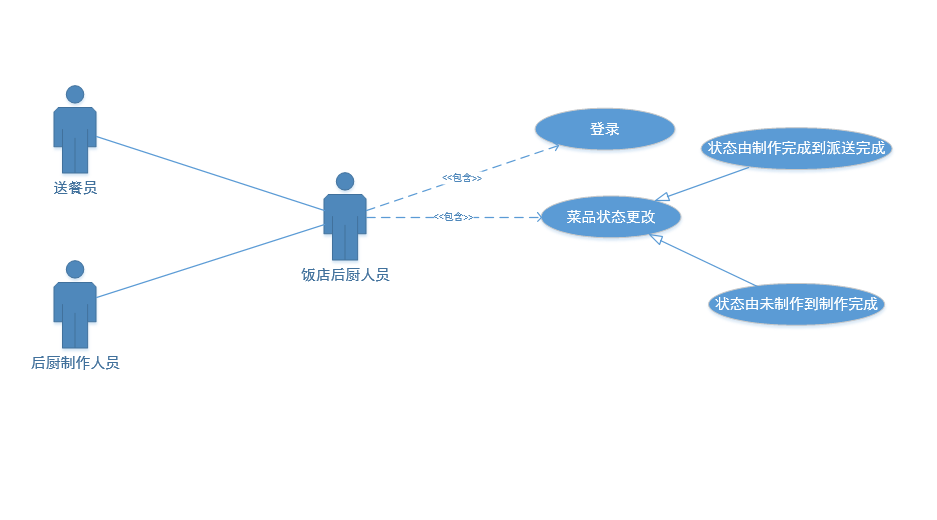 登录
状态由制作完成到派送完成
<<包含>>
送餐员
<<包含>>
菜品状态更改
饭店后厨人员
状态由未制作到制作完成
后厨制作人员